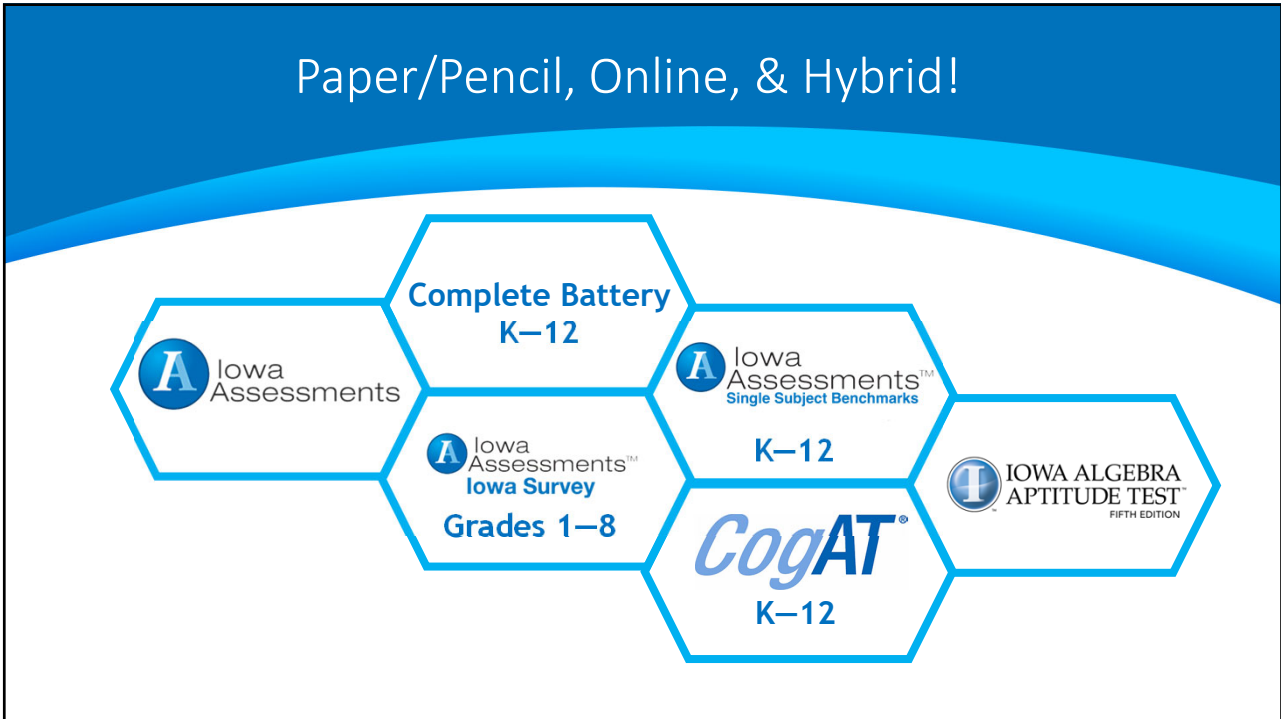 Paper/Pencil, Online, & Hybrid!
A Iowa
Assessments
Complete Battery
K—12
A Iowa
Assessments™
Iowa Survey
Grades 1—8
A Iowa
Assessments™
Single Subject Benchmarks
K—12
CogAT®
K—12
I IOWA ALGEBRA
APTITUDE TEST™
FIFTH EDITION